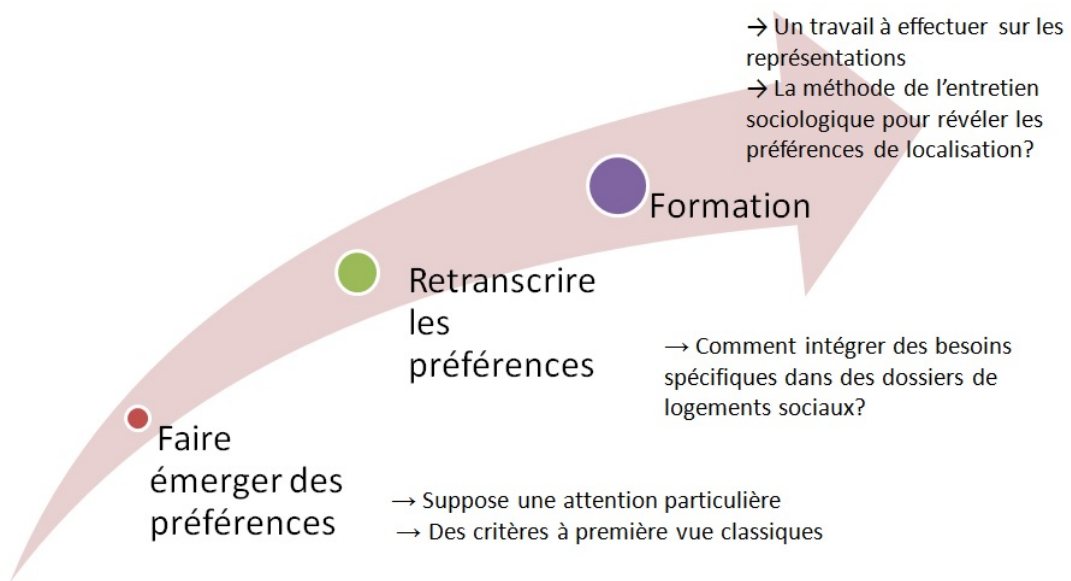 → Un travail à effectuer sur les
représentations
→ La méthode de l’entretien
sociologique pour révéler les
préférences de localisation?
Formation
Retranscrire
les
préférences
→ Comment intégrer des besoins
spécifiques dans des dossiers de
logements sociaux?
Faire
émerger des
préférences
→ Suppose une attention particulière
→ Des critères à première vue classiques